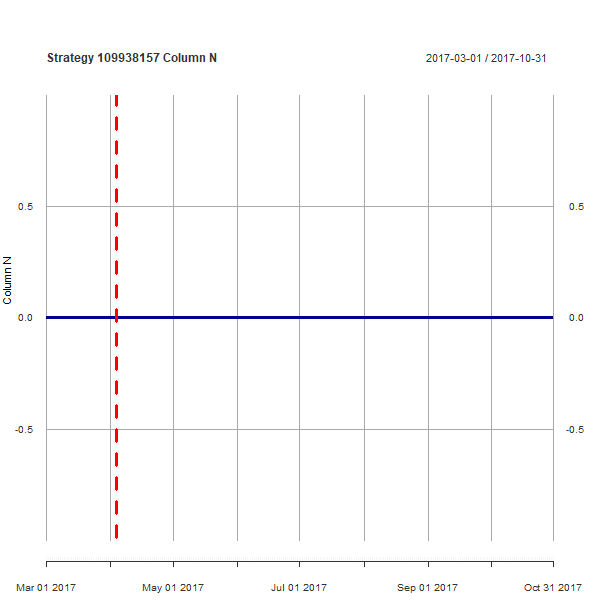 Strategy 109938157 Column N
2017-03-01 / 2017-10-31
0.5
0.5
Column N
0.0
0.0
-0.5
-0.5
Mar 01 2017
May 01 2017
Jul 01 2017
Sep 01 2017
Oct 31 2017